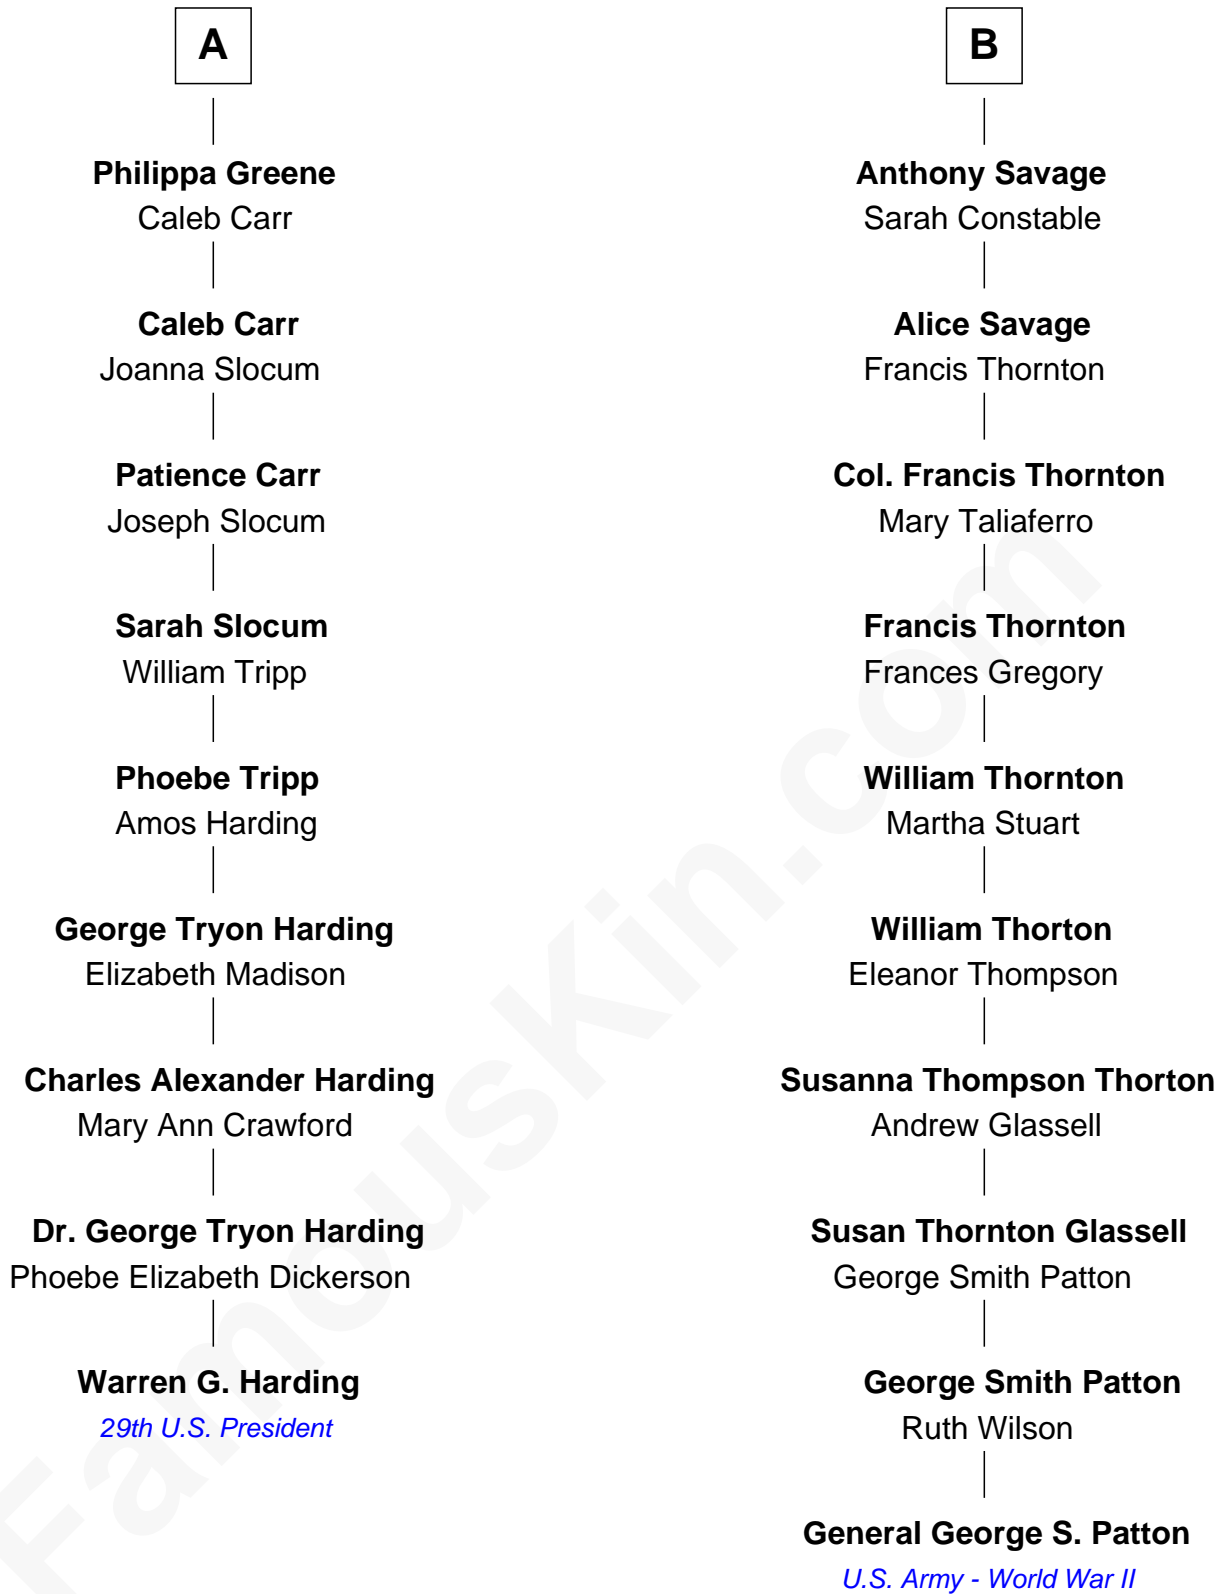 A
Philippa Greene
Caleb Carr
Caleb Carr
Joanna Slocum
Patience Carr
Joseph Slocum
Sarah Slocum
William Tripp
Phoebe Tripp
Amos Harding
George Tryon Harding
Elizabeth Madison
Charles Alexander Harding
Mary Ann Crawford
Dr. George Tryon Harding
Phoebe Elizabeth Dickerson
Warren G. Harding
29th U.S. President
B
Anthony Savage
Sarah Constable
Alice Savage
Francis Thornton
Col. Francis Thornton
Mary Taliaferro
Francis Thornton
Frances Gregory
William Thornton
Martha Stuart
William Thorton
Eleanor Thompson
Susanna Thompson Thorton
Andrew Glassell
Susan Thornton Glassell
George Smith Patton
George Smith Patton
Ruth Wilson
General George S. Patton
U.S. Army - World War II
FamousKin.com